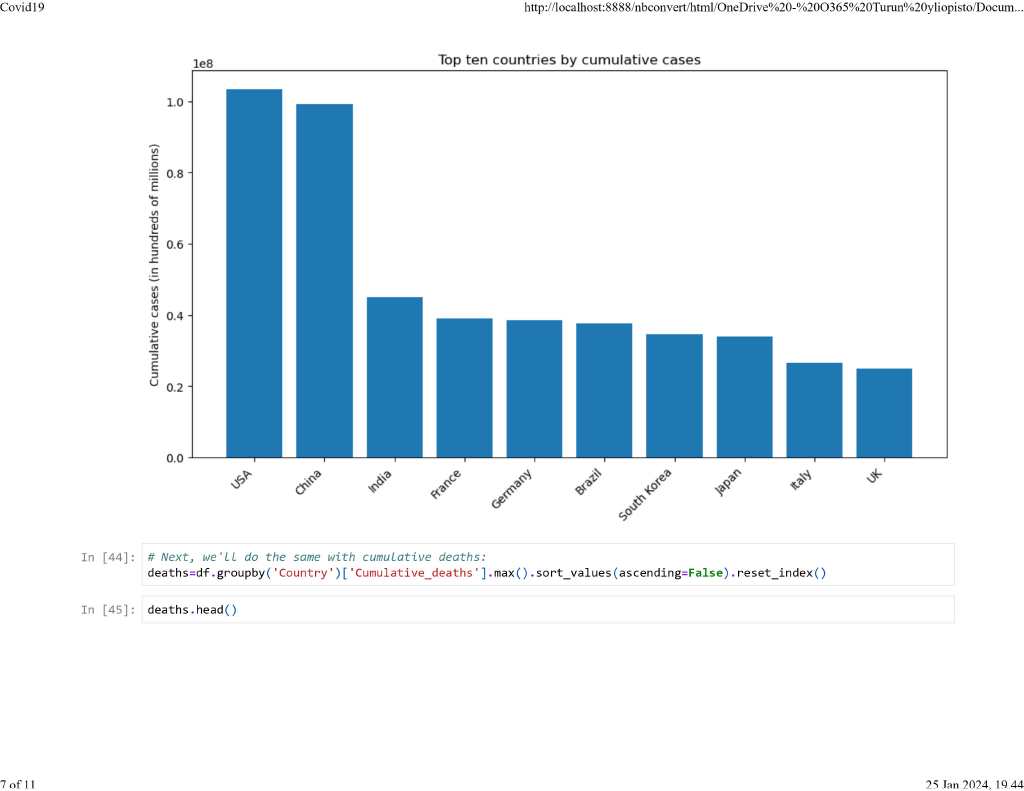 Covid19
http://localhost:8888/nbconvert/html/OneDrive%20-%20O365%20Turun%20yliopisto/Docum...
Top ten countries by cumulative cases
1e8
1.0
0.8
0.6
0.4
0.2
0.0
Cumulative cases (in hundreds of millions)
USA
China
India
France
Germany
Brazil
South Korea
Japan
Italy
UK
In [44]: # Next, we'll do the same with cumulative deaths:
deaths=df.groupby('Country')['Cumulative_deaths'].max().sort_values(ascending=False).reset_index()
In [45]: deaths.head()
7 of 11
25 Jan 2024, 19.44